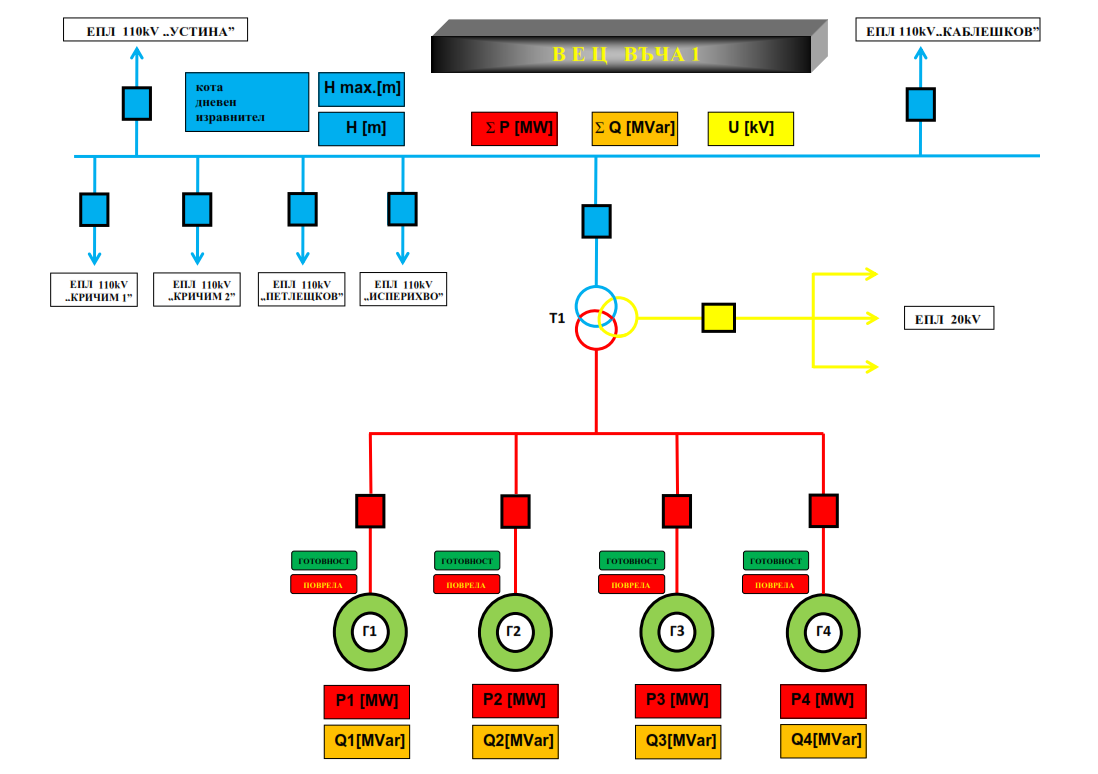 ЕПЛ 110kV „УСТИНА”
ВЕЦ ВЪЧА 1
ЕПЛ 110kV„КАБЛЕШКОВ”
кота
дневен
изравнител
H max.[m]
H [m]
Σ P [MW]
Σ Q [MVar]
U [kV]
ЕПЛ 110kV
„КРИЧИМ 1”
ЕПЛ 110kV
„КРИЧИМ 2”
ЕПЛ 110kV
„ПЕТЛЕЩКОВ”
ЕПЛ 110kV
„ИСПЕРИХВО”
Т1
ЕПЛ 20kV
ГОТОВНОСТ
ПОВРЕДА
ГОТОВНОСТ
ПОВРЕДА
ГОТОВНОСТ
ПОВРЕДА
ГОТОВНОСТ
ПОВРЕДА
Г1
Г2
Г3
Г4
P1 [MW]
P2 [MW]
P3 [MW]
P4 [MW]
Q1[MVar]
Q2[MVar]
Q3[MVar]
Q4[MVar]